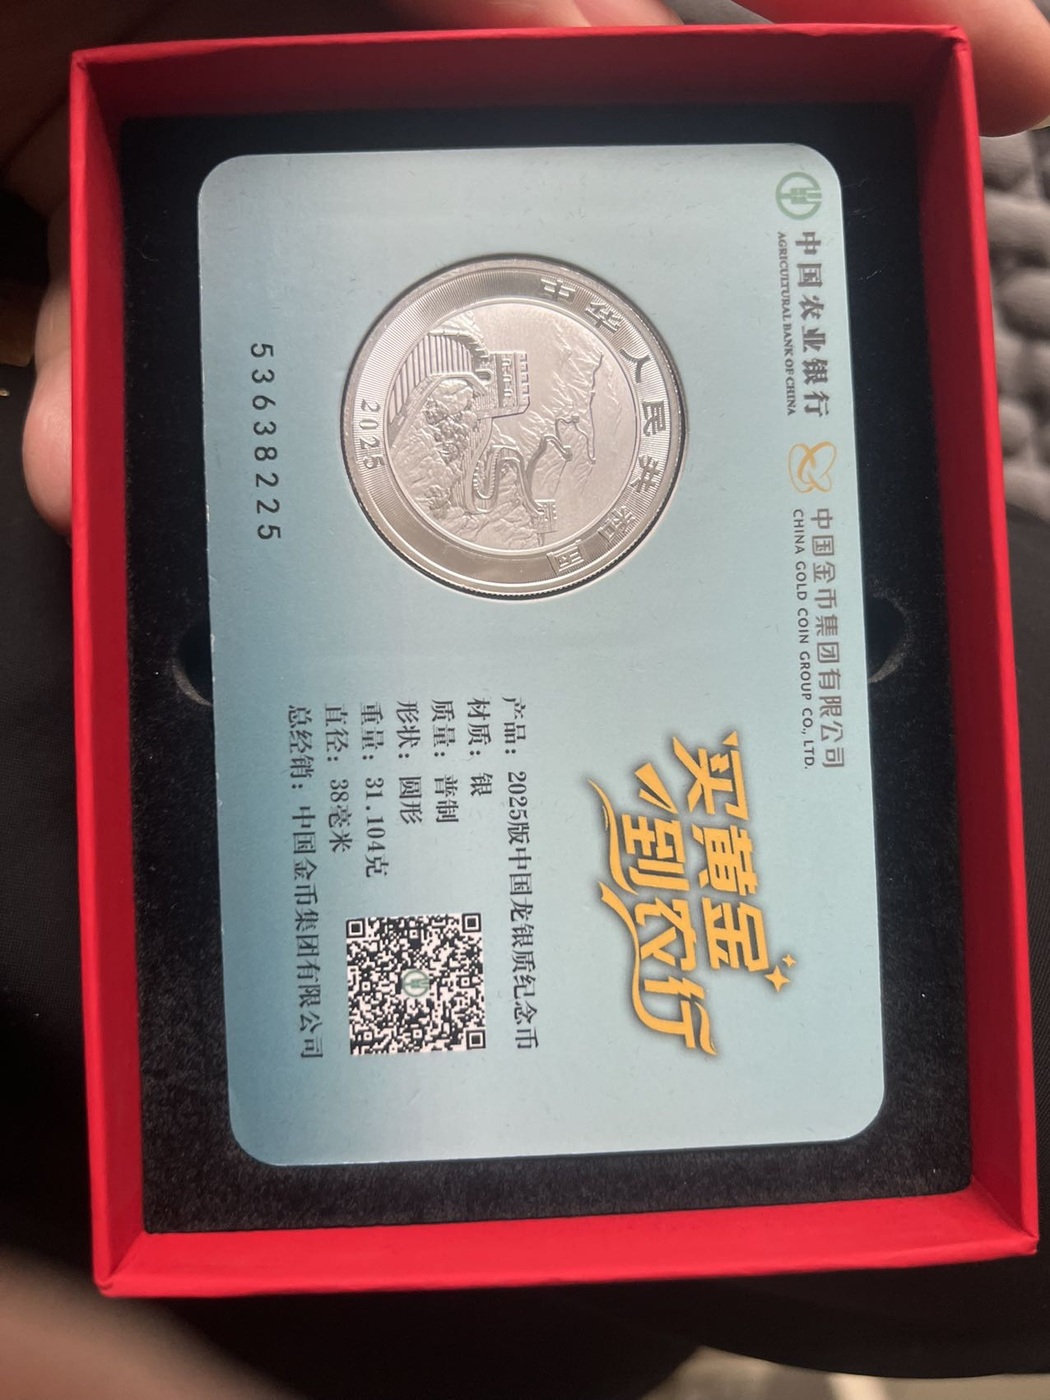 中国农业银行
AGRICULTURAL BANK OF CHINA
中国金币集团有限公司
CHINA GOLD COIN GROUP CO., LTD.
中华人民共和国
2025
买黄金
到农行
产品：2025版中国龙银质纪念币
材质：银
质量：普制
形状：圆形
重量：31.104克
直径：38毫米
总经销：中国金币集团有限公司
53638225